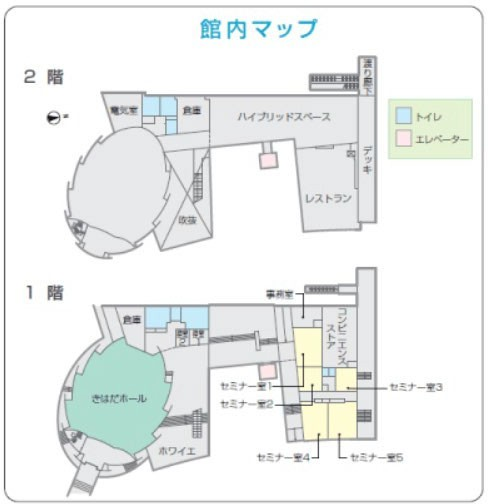 館内マップ
2 階
渡り廊下
電気室
倉庫
ハイブリッドスペース
トイレ
エレベーター
デッキ
レストラン
吹抜
1 階
事務室
倉庫
コンビニエンス
ストア
きはだホール
セミナー室1
セミナー室2
セミナー室3
ホワイエ
セミナー室4
セミナー室5